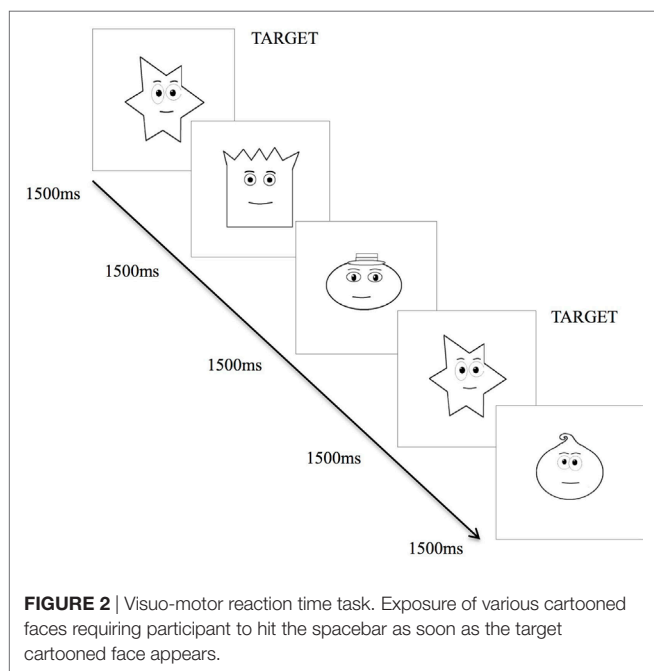 TARGET
1500ms
1500ms
TARGET
1500ms
1500ms
1500ms
FIGURE 2 | Visuo-motor reaction time task. Exposure of various cartooned
faces requiring participant to hit the spacebar as soon as the target
cartooned face appears.